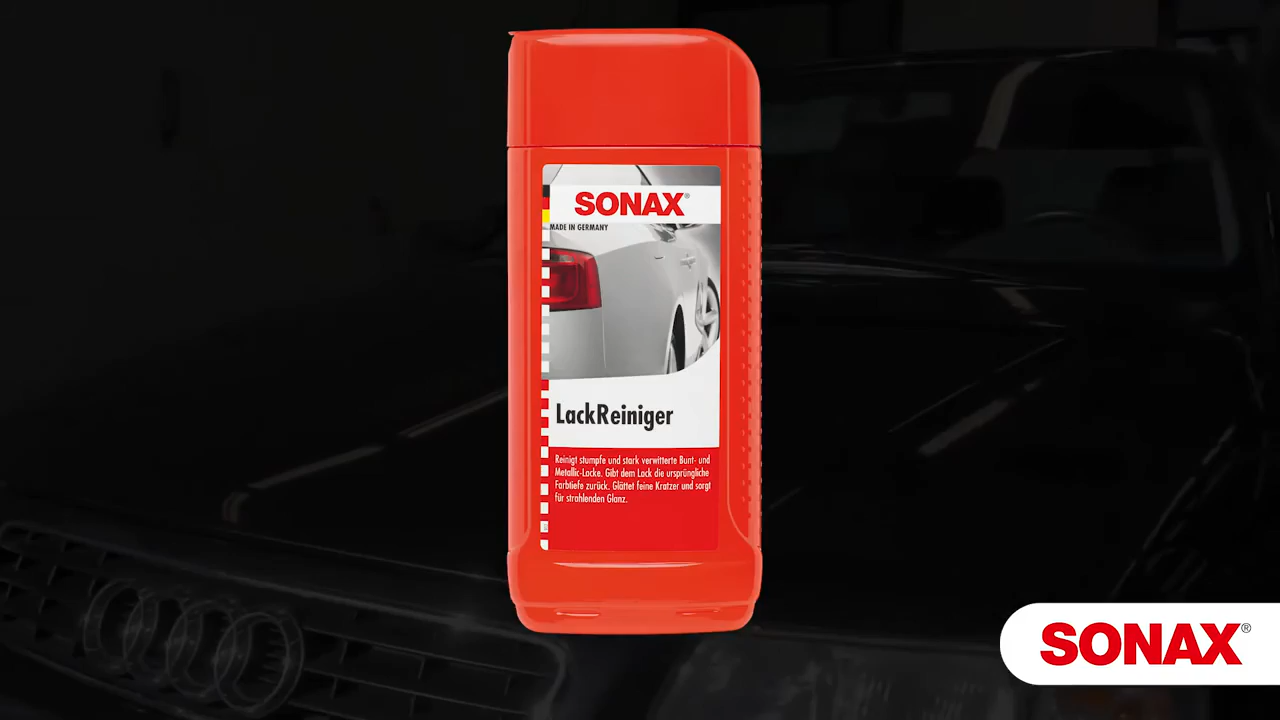 SONAX®
MADE IN GERMANY
LackReiniger
Reinigt stumpfe und stark verwitterte Bunt- und
Metallic-Lacke. Gibt dem Lack die ursprüngliche
Farbtiefe zurück. Glättet feine Kratzer und sorgt
für strahlenden Glanz.
SONAX®